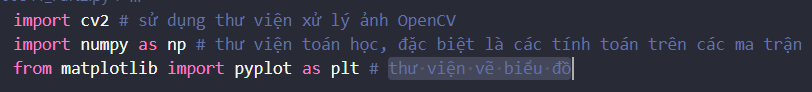 import cv2 # sử dụng thư viện xử lý ảnh OpenCV
import numpy as np # thư viện toán học, đặc biệt là các tính toán trên các ma trận
from matplotlib import pyplot as plt # thư viện vẽ biểu đồ